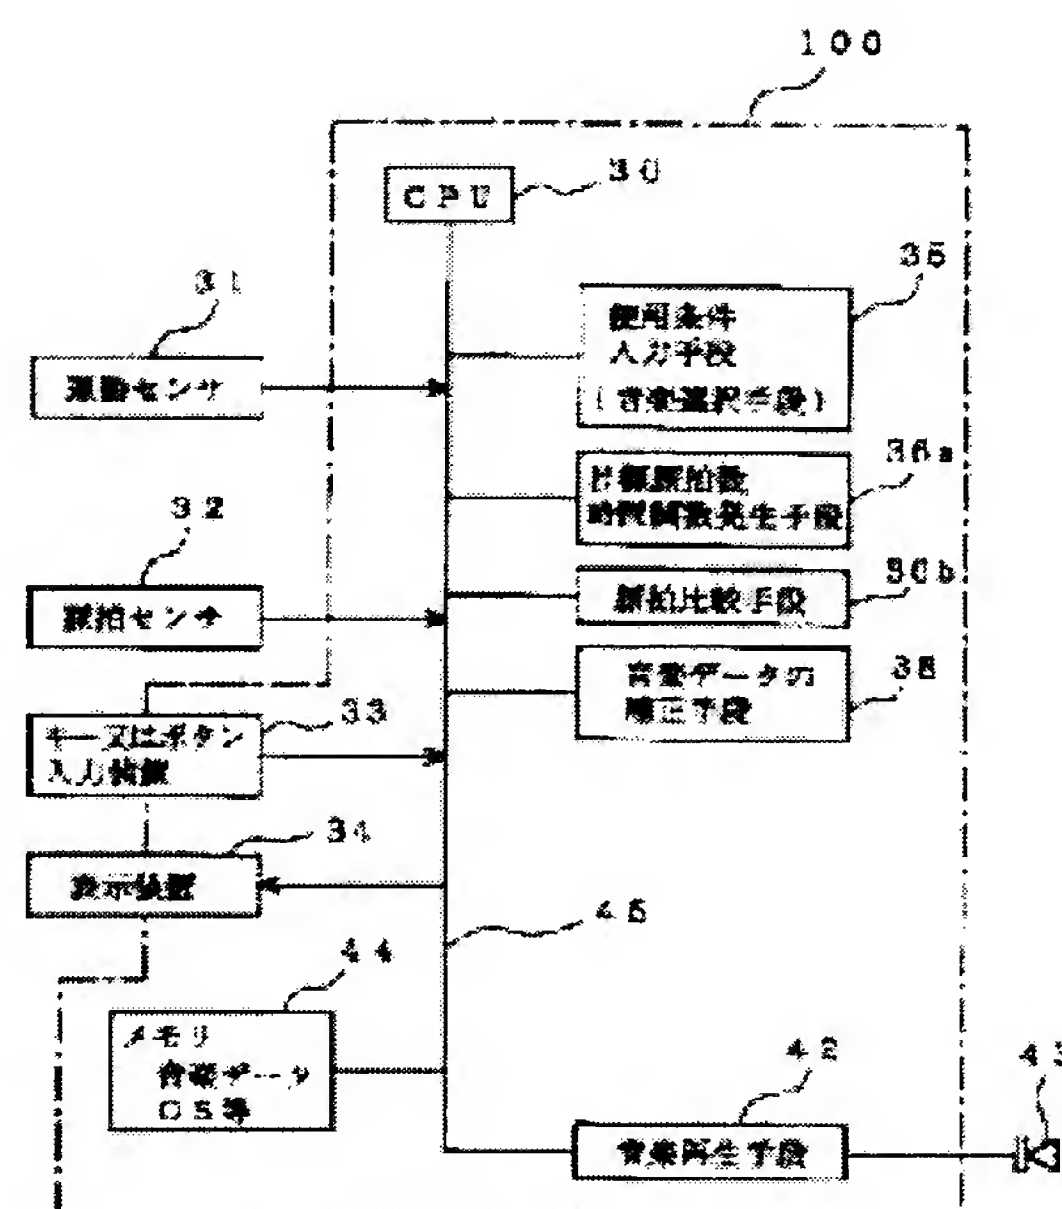 100
CPU
30
31
運動センサ
35
使用条件
入力手段
(音楽選択手段)
36a
目標脈拍数
時間関数発生手段
32
脈拍センサ
36b
脈拍比較手段
38
音楽データの
補正手段
33
キー又はボタン
入力装置
34
表示装置
45
44
メモリ
音楽データ
OS等
42
音楽再生手段